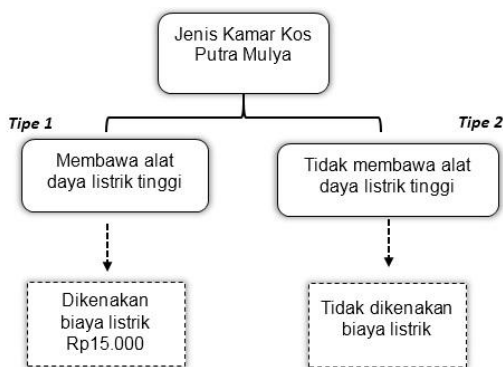 Jenis Kamar Kos
Putra Mulya
Tipe 1
Tipe 2
Membawa alat
daya listrik tinggi
Tidak membawa alat
daya listrik tinggi
Dikenakan
biaya listrik
Rp15.000
Tidak dikenakan
biaya listrik